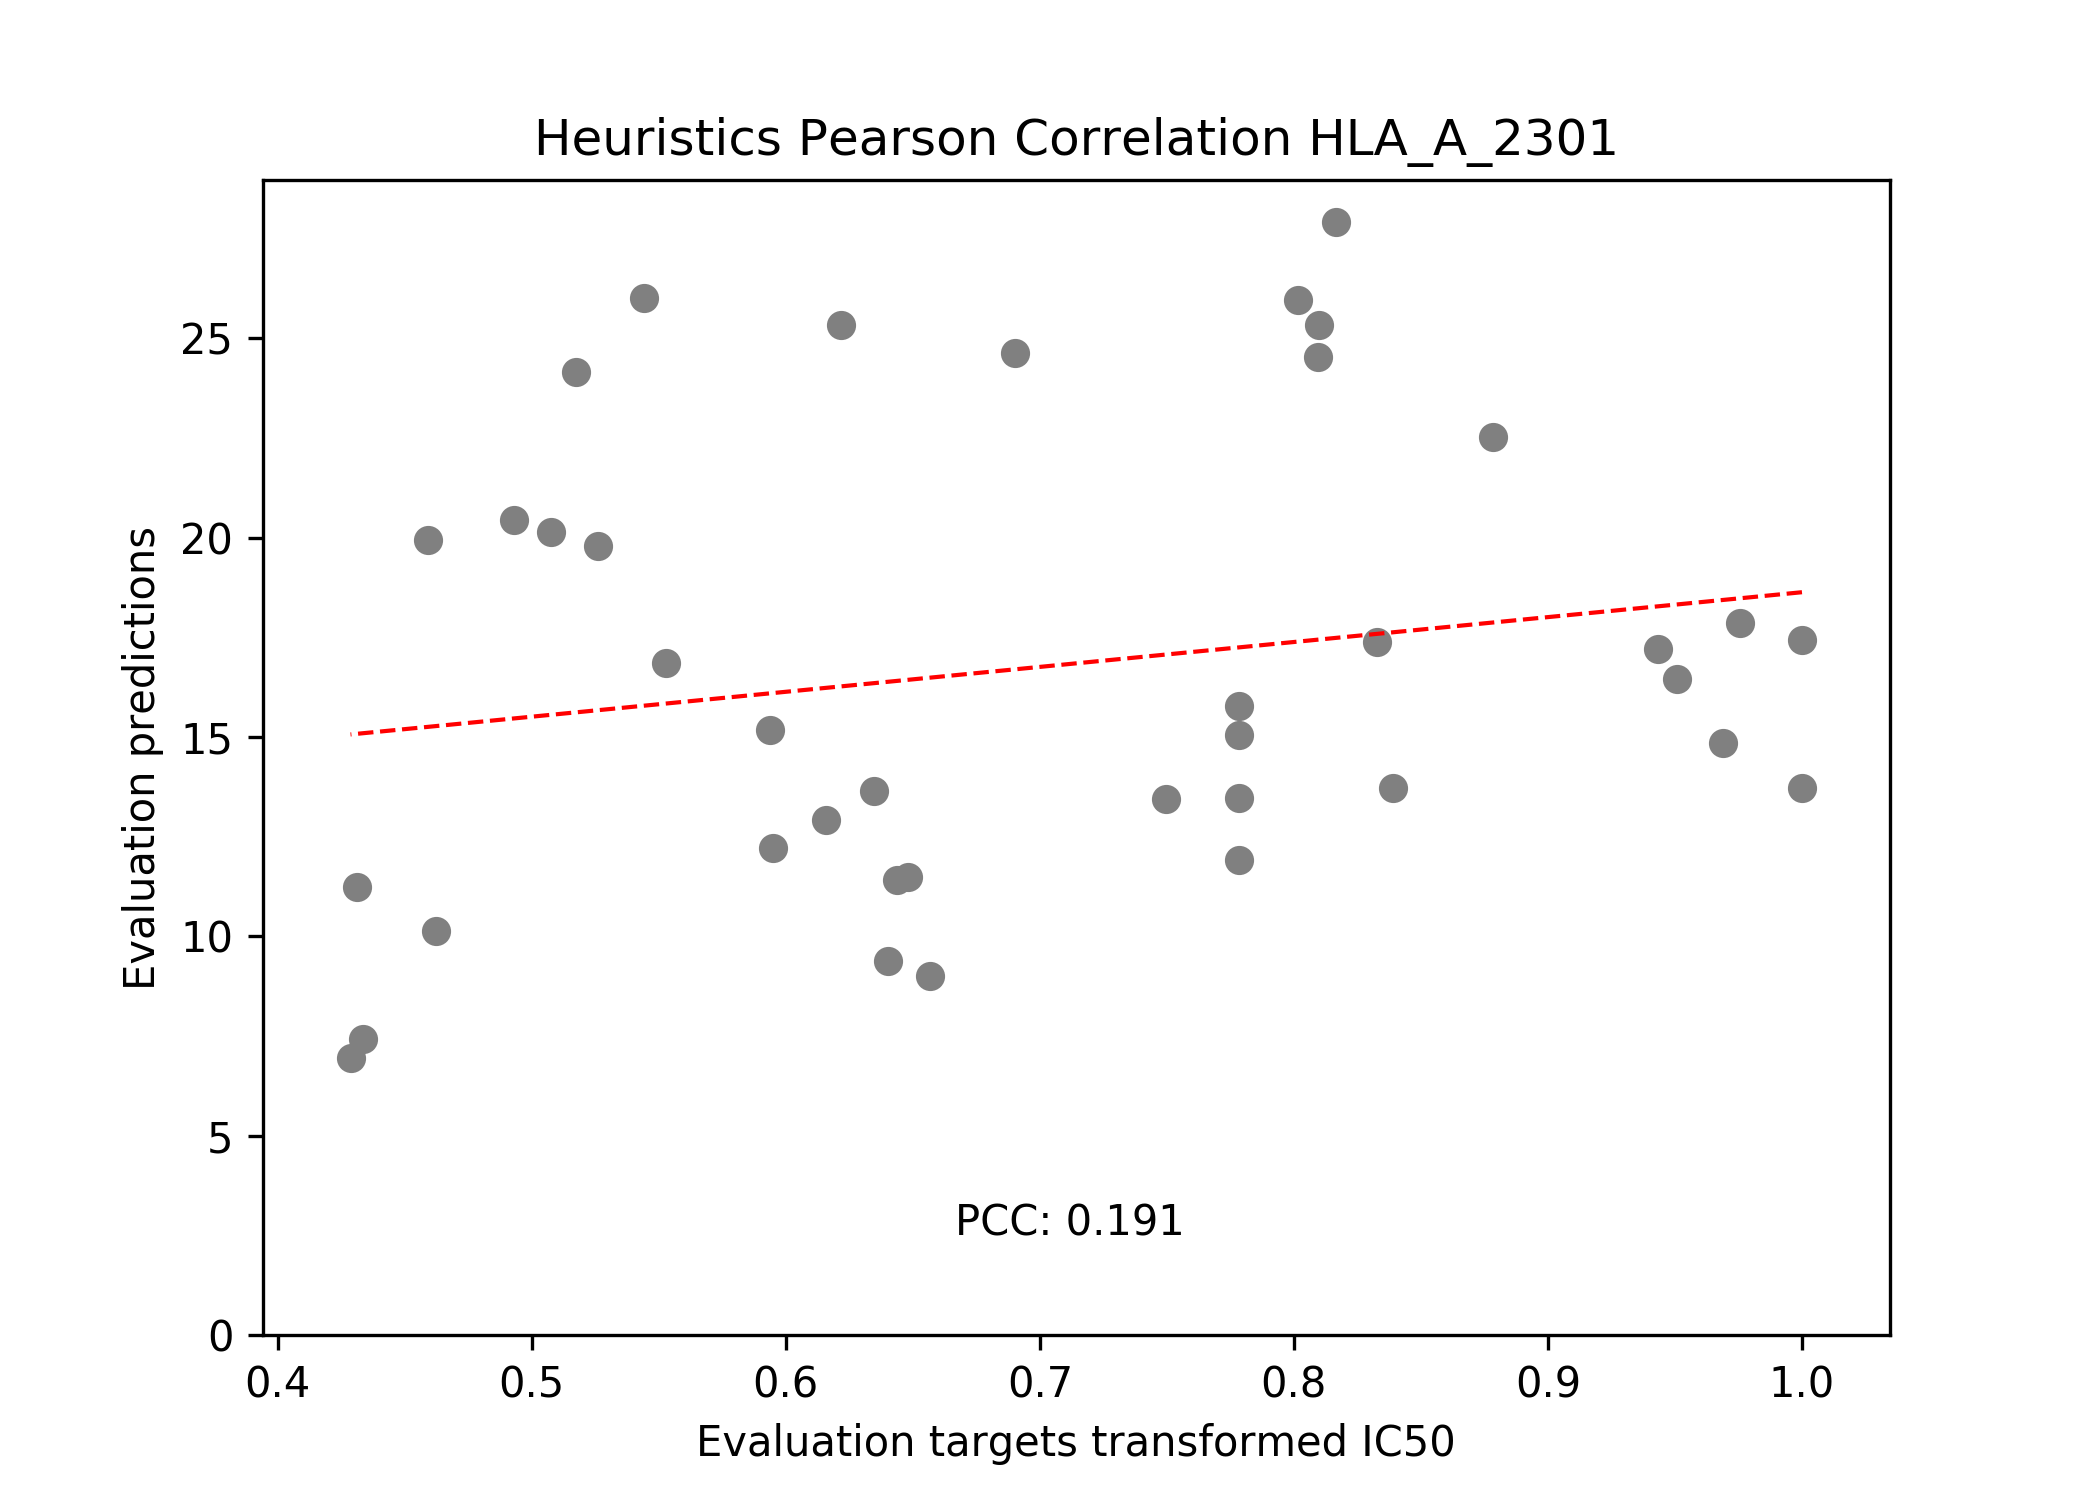 Heuristics Pearson Correlation HLA_A_2301
25
20
15
10
5
0
Evaluation predictions
PCC: 0.191
0.4 0.5 0.6 0.7 0.8 0.9 1.0
Evaluation targets transformed IC50